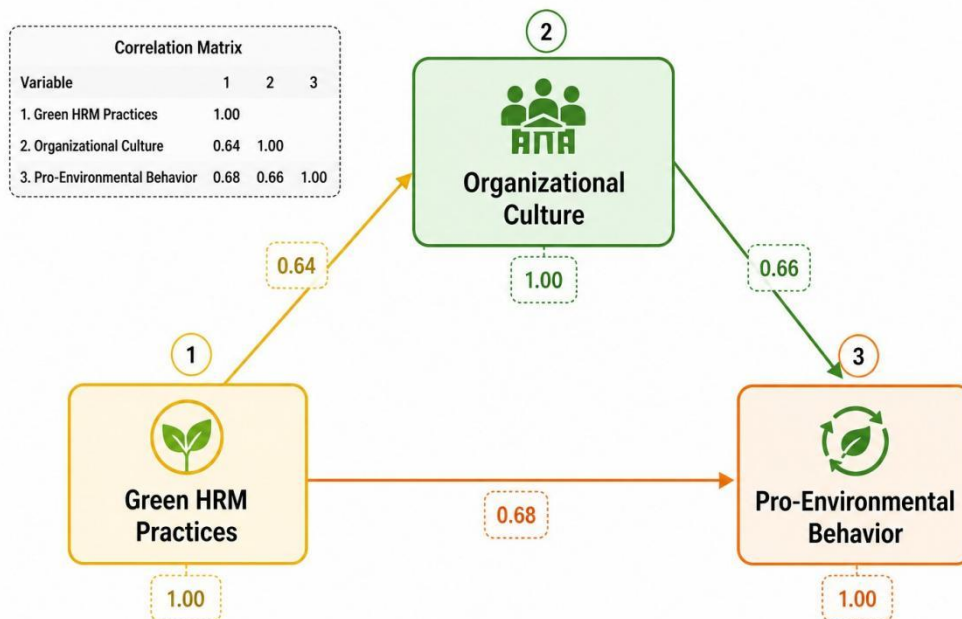 Correlation Matrix
Variable 1 2 3
1. Green HRM Practices 1.00
2. Organizational Culture 0.64 1.00
3. Pro-Environmental Behavior 0.68 0.66 1.00
2
Organizational
Culture
1.00
0.64
0.66
1
Green HRM
Practices
1.00
0.68
3
Pro-Environmental
Behavior
1.00